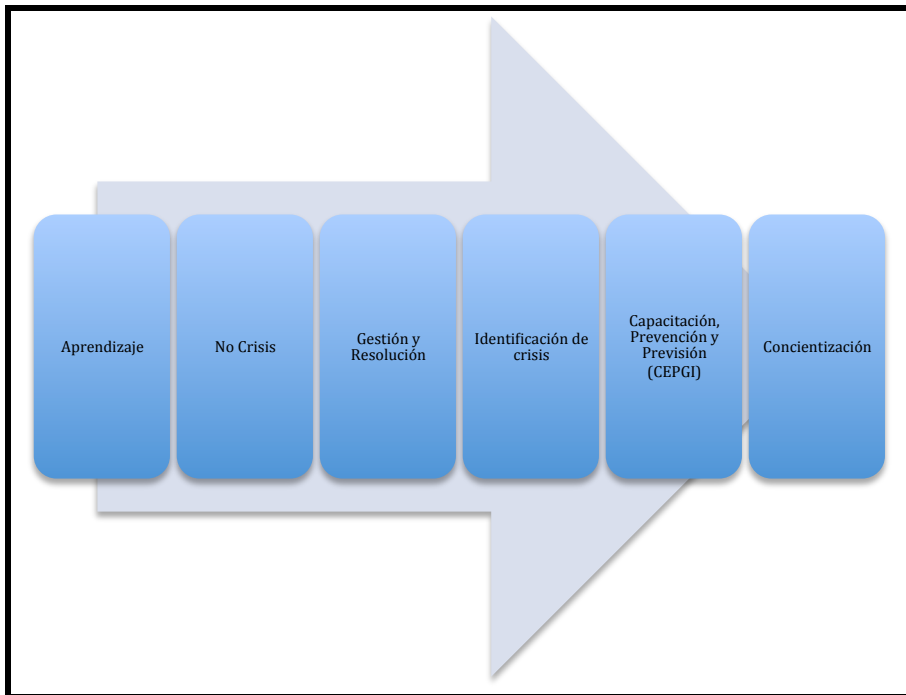 Aprendizaje
No Crisis
Gestión y
Resolución
Identificación de
crisis
Capacitación,
Prevención y
Previsión
(CEPGI)
Concientización